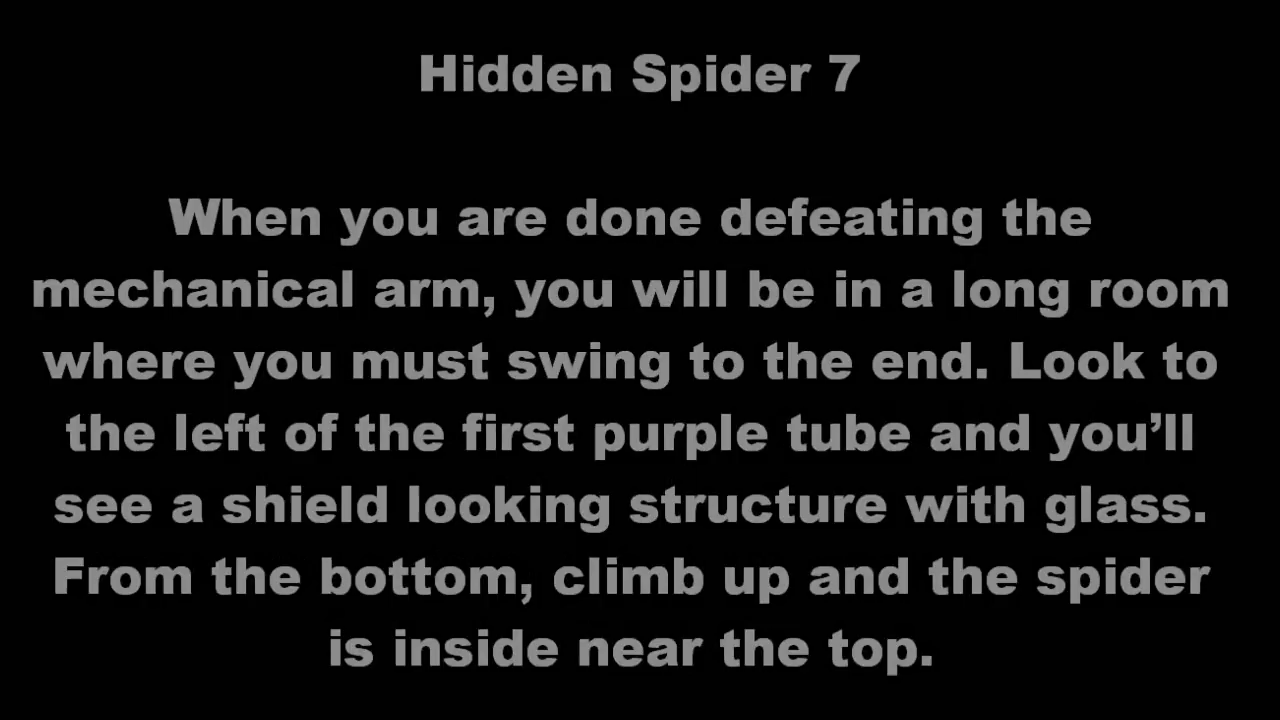 Hidden Spider 7
When you are done defeating the
mechanical arm, you will be in a long room
where you must swing to the end. Look to
the left of the first purple tube and you’ll
see a shield looking structure with glass.
From the bottom, climb up and the spider
is inside near the top.